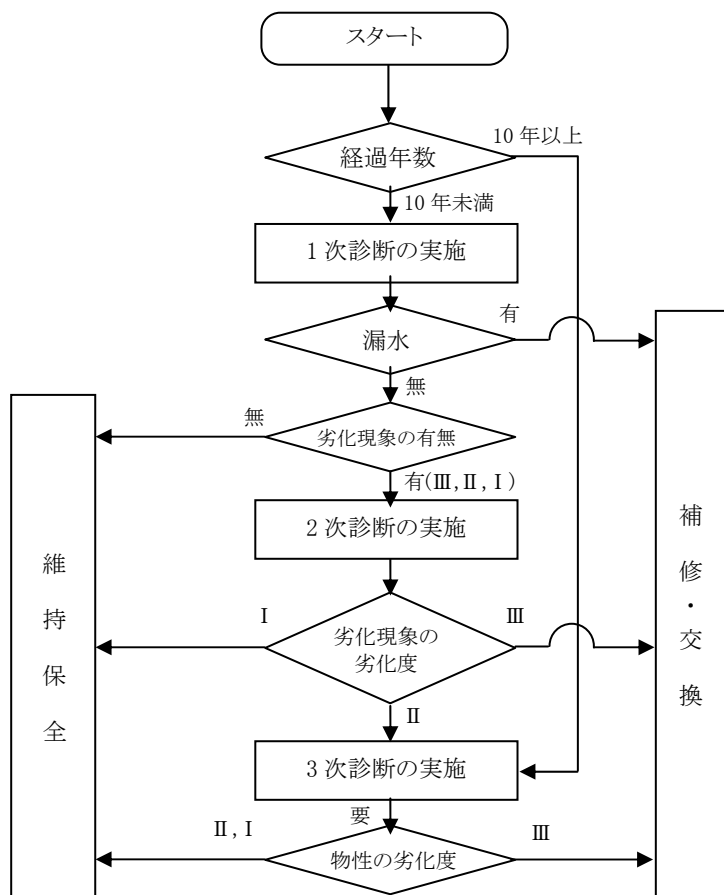 スタート
10 年以上
経過年数
10 年未満
1 次診断の実施
有
漏水
無
無
劣化現象の有無
有(Ⅲ,Ⅱ,Ⅰ)
2 次診断の実施
Ⅰ
劣化現象の
劣化度
Ⅲ
Ⅱ
3 次診断の実施
要
Ⅱ,Ⅰ
物性の劣化度
Ⅲ
維持保全
補修・交換